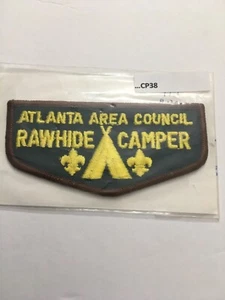 ...CP38
ATLANTA AREA COUNCIL
RAWHIDE CAMPER